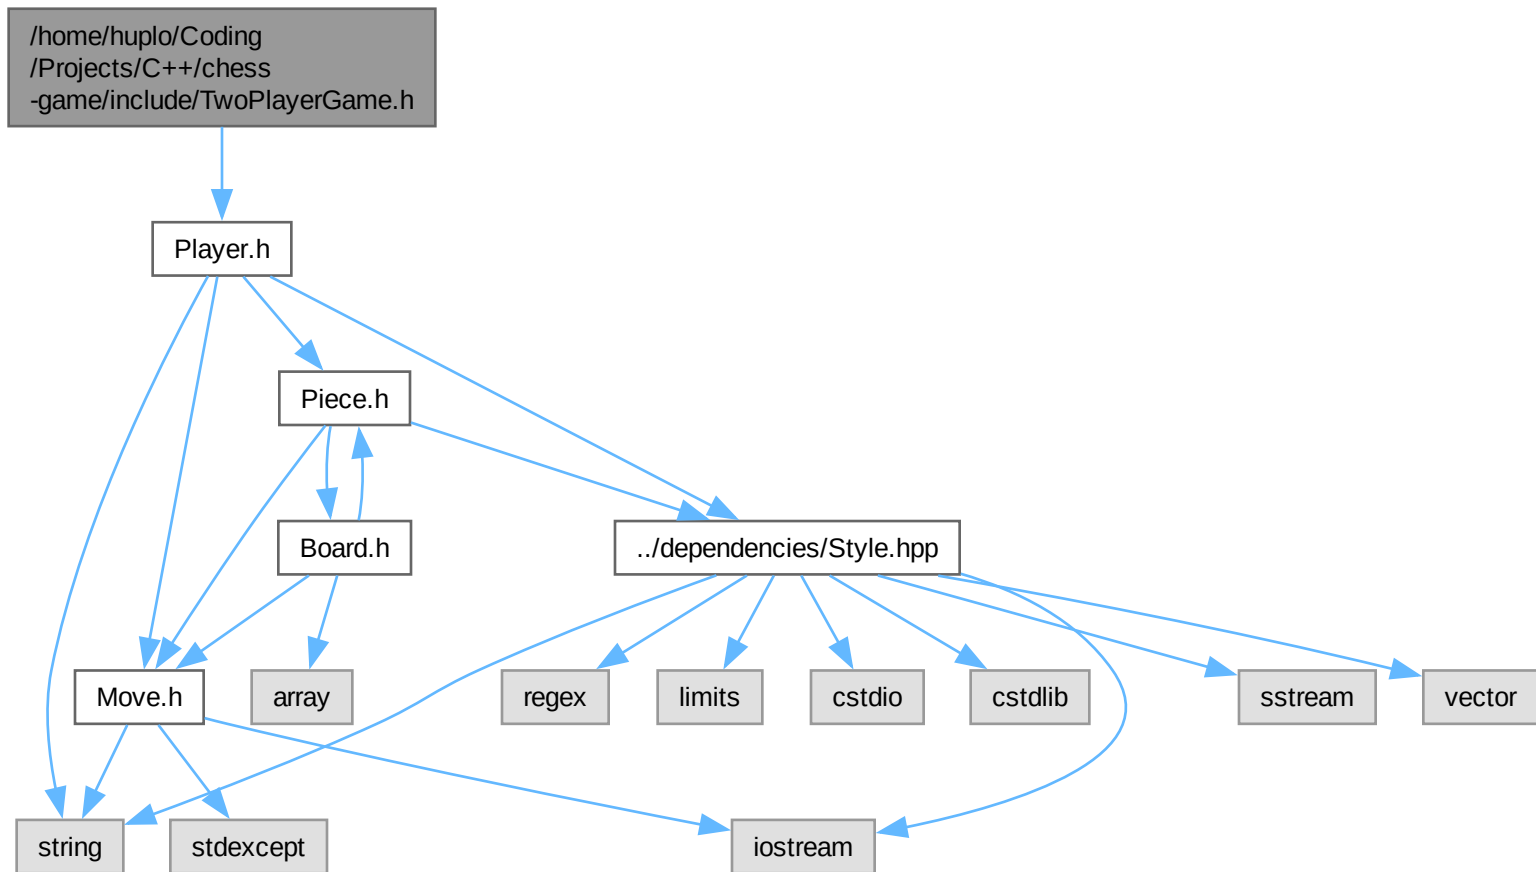 /home/huplo/Coding
/Projects/C++/chess
-game/include/TwoPlayerGame.h
Player.h
Piece.h
Board.h
../dependencies/Style.hpp
Move.h
array
regex
limits
cstdio
cstdlib
sstream
vector
string
stdexcept
iostream